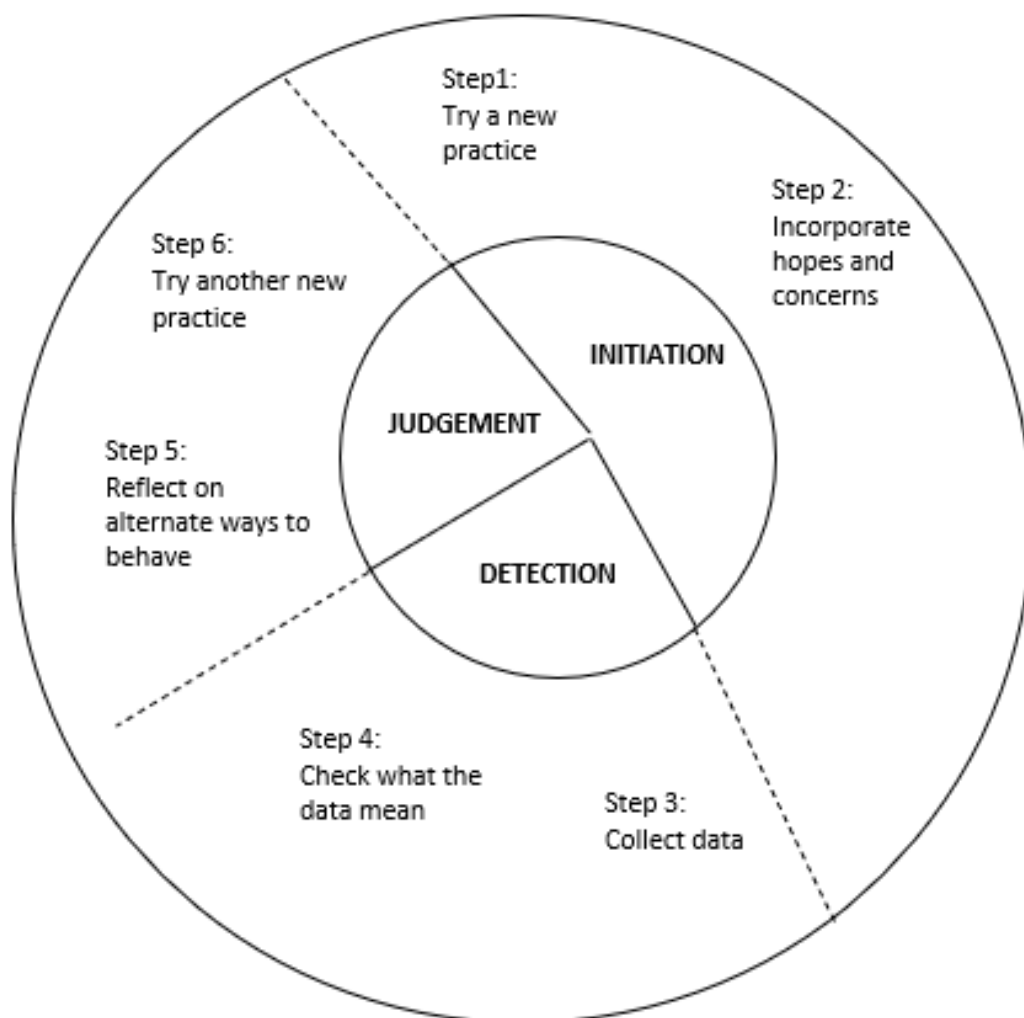 Step1:
Try a new
practice
Step 2:
Incorporate
hopes and
concerns
Step 6:
Try another new
practice
INITIATION
JUDGEMENT
Step 5:
Reflect on
alternate ways to
behave
DETECTION
Step 4:
Check what the
data mean
Step 3:
Collect data